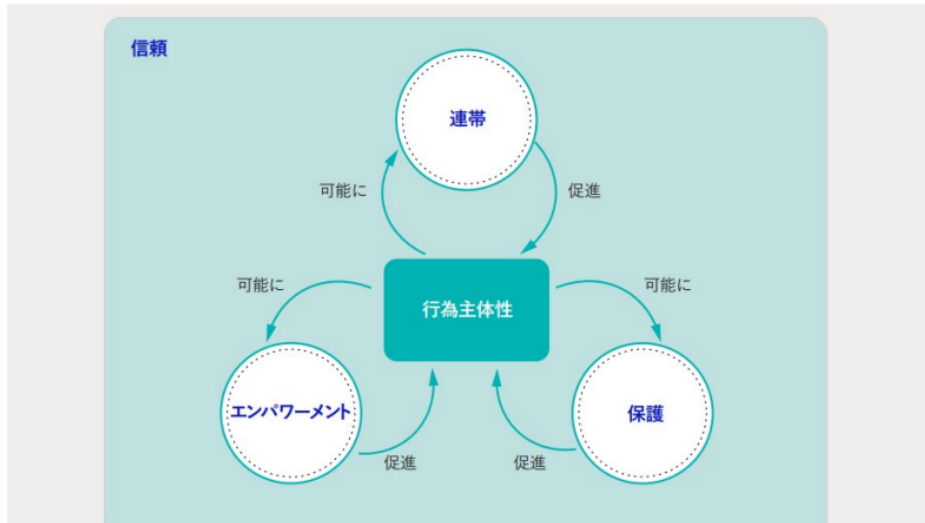 信頼
連帯
可能に
促進
可能に
可能に
行為主体性
エンパワーメント
保護
促進
促進